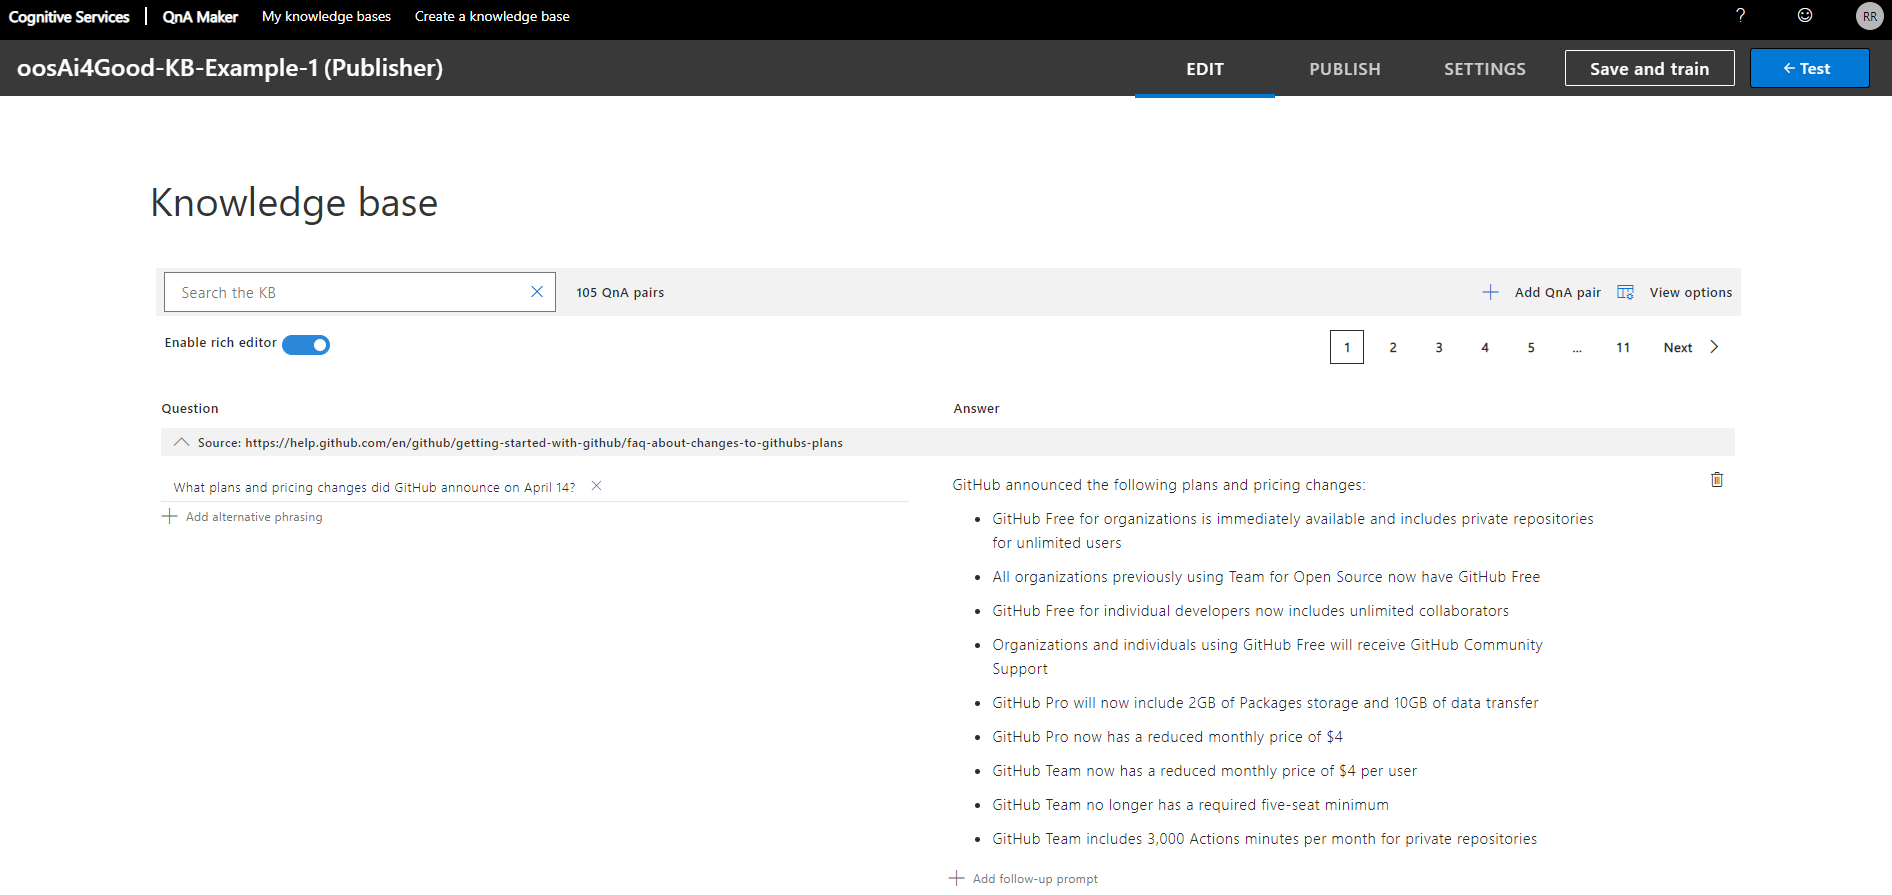 Cognitive Services | QnA Maker My knowledge bases Create a knowledge base ? RR
oosAi4Good-KB-Example-1 (Publisher) EDIT PUBLISH SETTINGS Save and train ← Test
Knowledge base
Search the KB 105 QnA pairs Add QnA pair View options
Enable rich editor 1 2 3 4 5 ... 11 Next
Question Answer
Source: https://help.github.com/en/github/getting-started-with-github/faq-about-changes-to-githubs-plans
What plans and pricing changes did GitHub announce on April 14?
Add alternative phrasing
GitHub announced the following plans and pricing changes:
• GitHub Free for organizations is immediately available and includes private repositories
for unlimited users
• All organizations previously using Team for Open Source now have GitHub Free
• GitHub Free for individual developers now includes unlimited collaborators
• Organizations and individuals using GitHub Free will receive GitHub Community
Support
• GitHub Pro will now include 2GB of Packages storage and 10GB of data transfer
• GitHub Pro now has a reduced monthly price of $4
• GitHub Team now has a reduced monthly price of $4 per user
• GitHub Team no longer has a required five-seat minimum
• GitHub Team includes 3,000 Actions minutes per month for private repositories
Add follow-up prompt